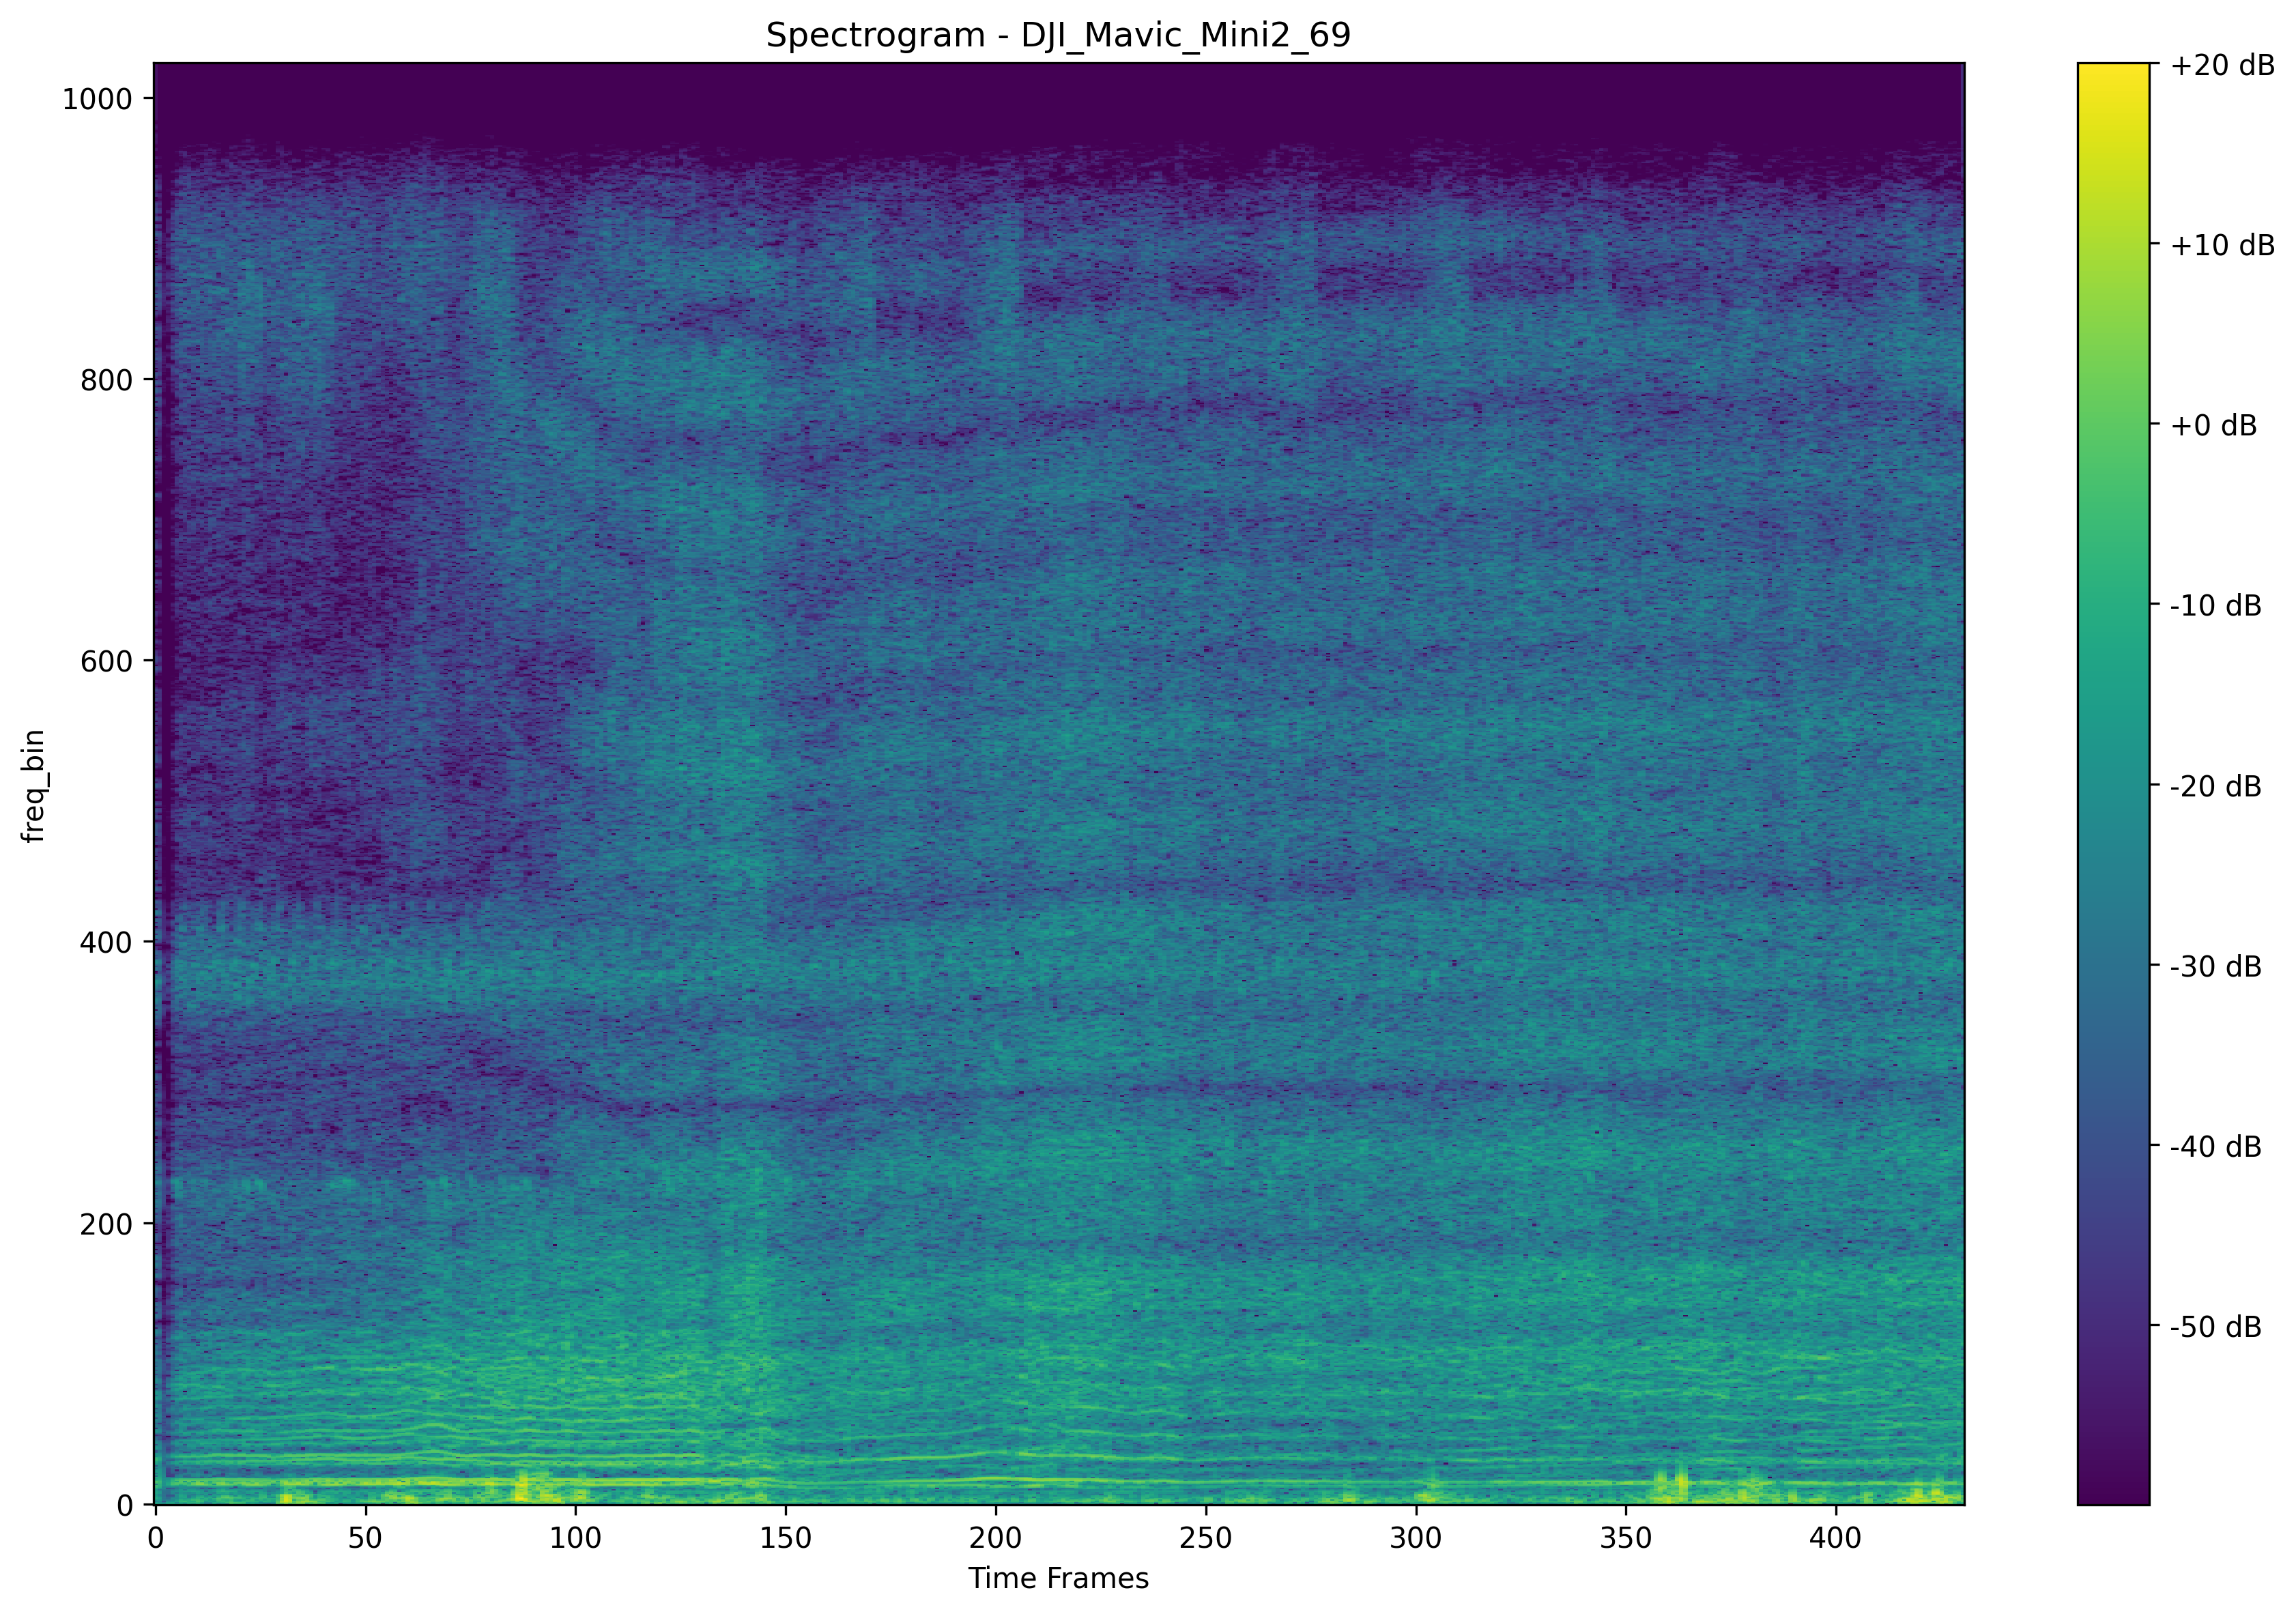 Spectrogram - DJI_Mavic_Mini2_69
freq_bin
1000
800
600
400
200
0
0 50 100 150 200 250 300 350 400
Time Frames
+20 dB
+10 dB
+0 dB
-10 dB
-20 dB
-30 dB
-40 dB
-50 dB